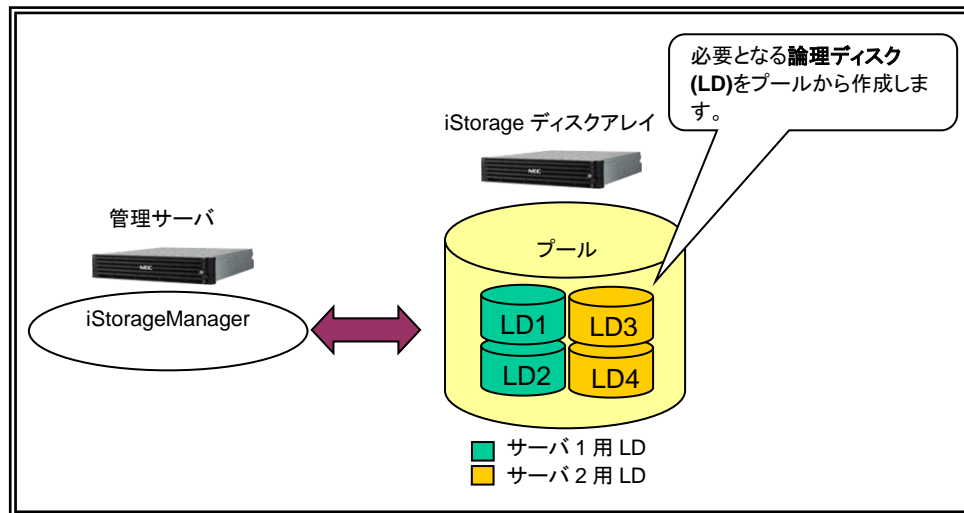 必要となる論理ディスク
(LD)をプールから作成しま
す。
iStorage ディスクアレイ
NEC
管理サーバ
NEC
プール
iStorageManager
LD1
LD3
LD2
LD4
サーバ 1 用 LD
サーバ 2 用 LD